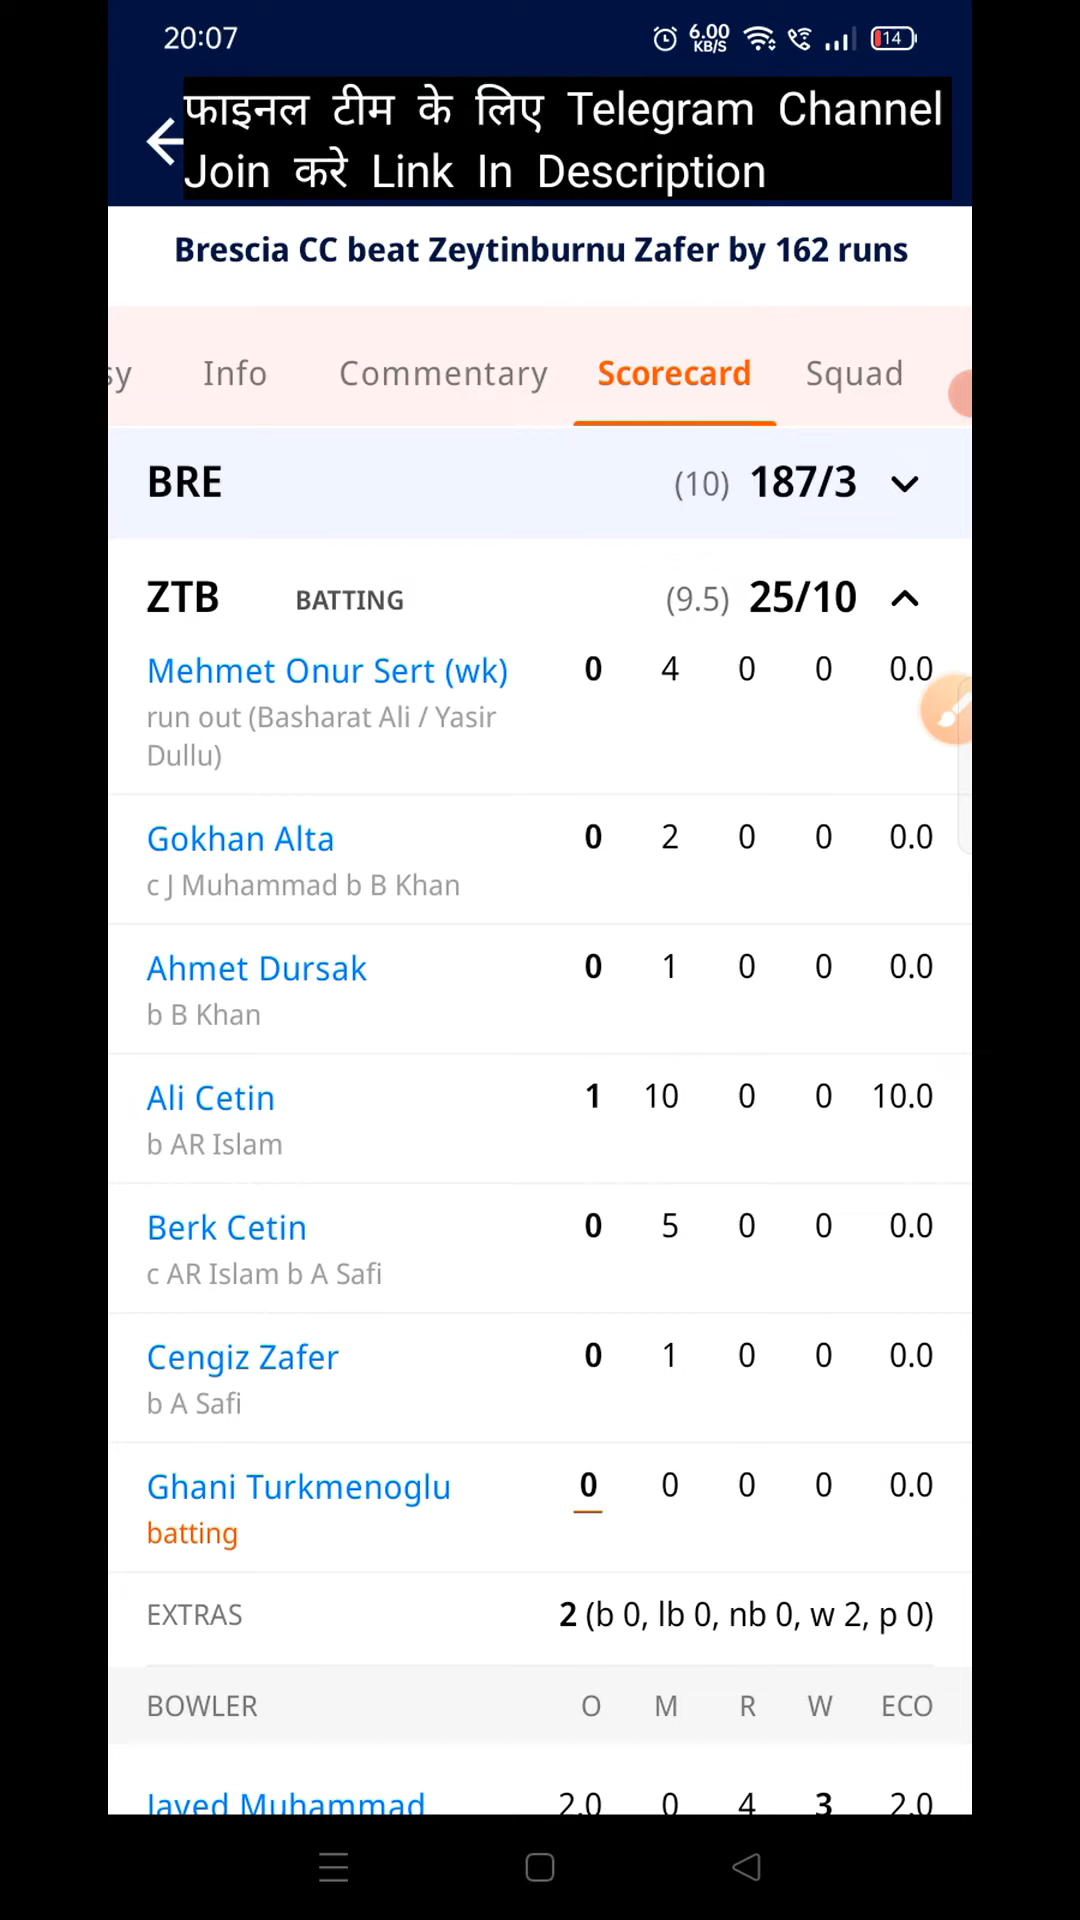 20:07 6.00 KB/S 14
फाइनल टीम के लिए Telegram Channel
Join करे Link In Description
Brescia CC beat Zeytinburnu Zafer by 162 runs
sy Info Commentary Scorecard Squad
BRE (10) 187/3
ZTB BATTING (9.5) 25/10
Mehmet Onur Sert (wk) 0 4 0 0 0.0
run out (Basharat Ali / Yasir
Dullu)
Gokhan Alta 0 2 0 0 0.0
c J Muhammad b B Khan
Ahmet Dursak 0 1 0 0 0.0
b B Khan
Ali Cetin 1 10 0 0 10.0
b AR Islam
Berk Cetin 0 5 0 0 0.0
c AR Islam b A Safi
Cengiz Zafer 0 1 0 0 0.0
b A Safi
Ghani Turkmenoglu 0 0 0 0 0.0
batting
EXTRAS 2 (b 0, lb 0, nb 0, w 2, p 0)
BOWLER O M R W ECO
Javed Muhammad 2.0 0 4 3 2.0